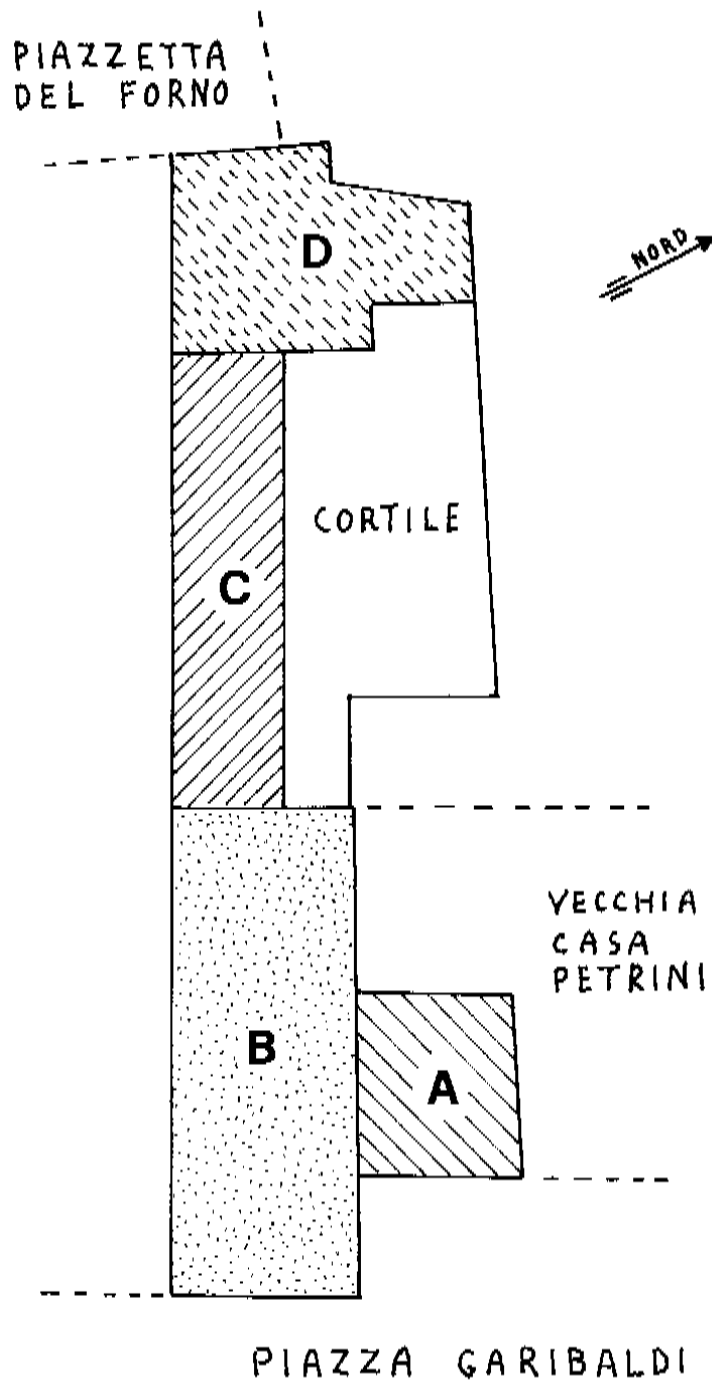 PIAZZETTA
DEL FORNO
D
NORD
CORTILE
C
VECCHIA
CASA
PETRINI
B
A
PIAZZA GARIBALDI